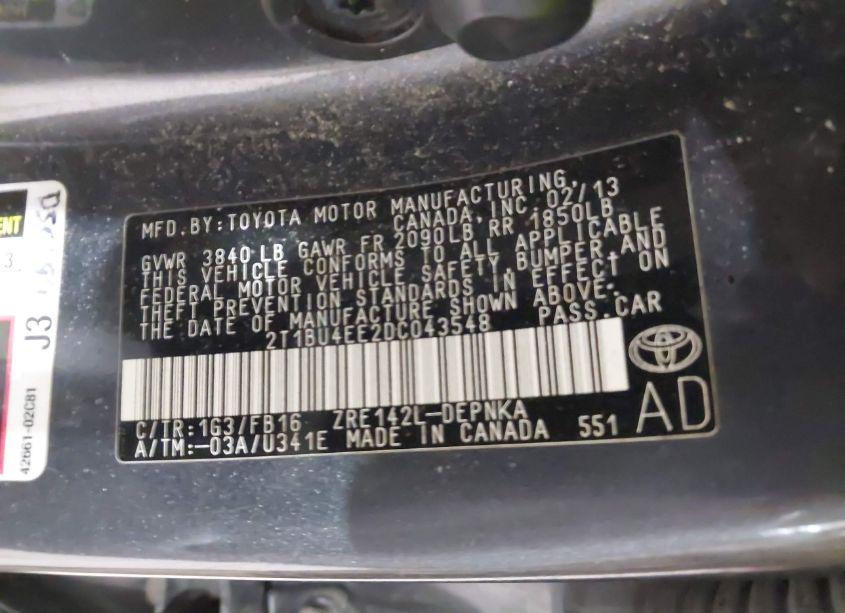 MFD. BY: TOYOTA MOTOR MANUFACTURING,
CANADA, INC. 02/13
GVWR 3840 LB GAWR FR 2090LB RR 1850LB
THIS VEHICLE CONFORMS TO ALL APPLICABLE
FEDERAL MOTOR VEHICLE SAFETY, BUMPER, AND
THEFT PREVENTION STANDARDS IN EFFECT ON
THE DATE OF MANUFACTURE SHOWN ABOVE.
2T1BU4EE2DC043548 PASS. CAR
C/TR: 1G3/FB16 ZRE142L-DEPNKA
A/TM: -03A/U341E MADE IN CANADA 551
AD
J3
42661-02C81